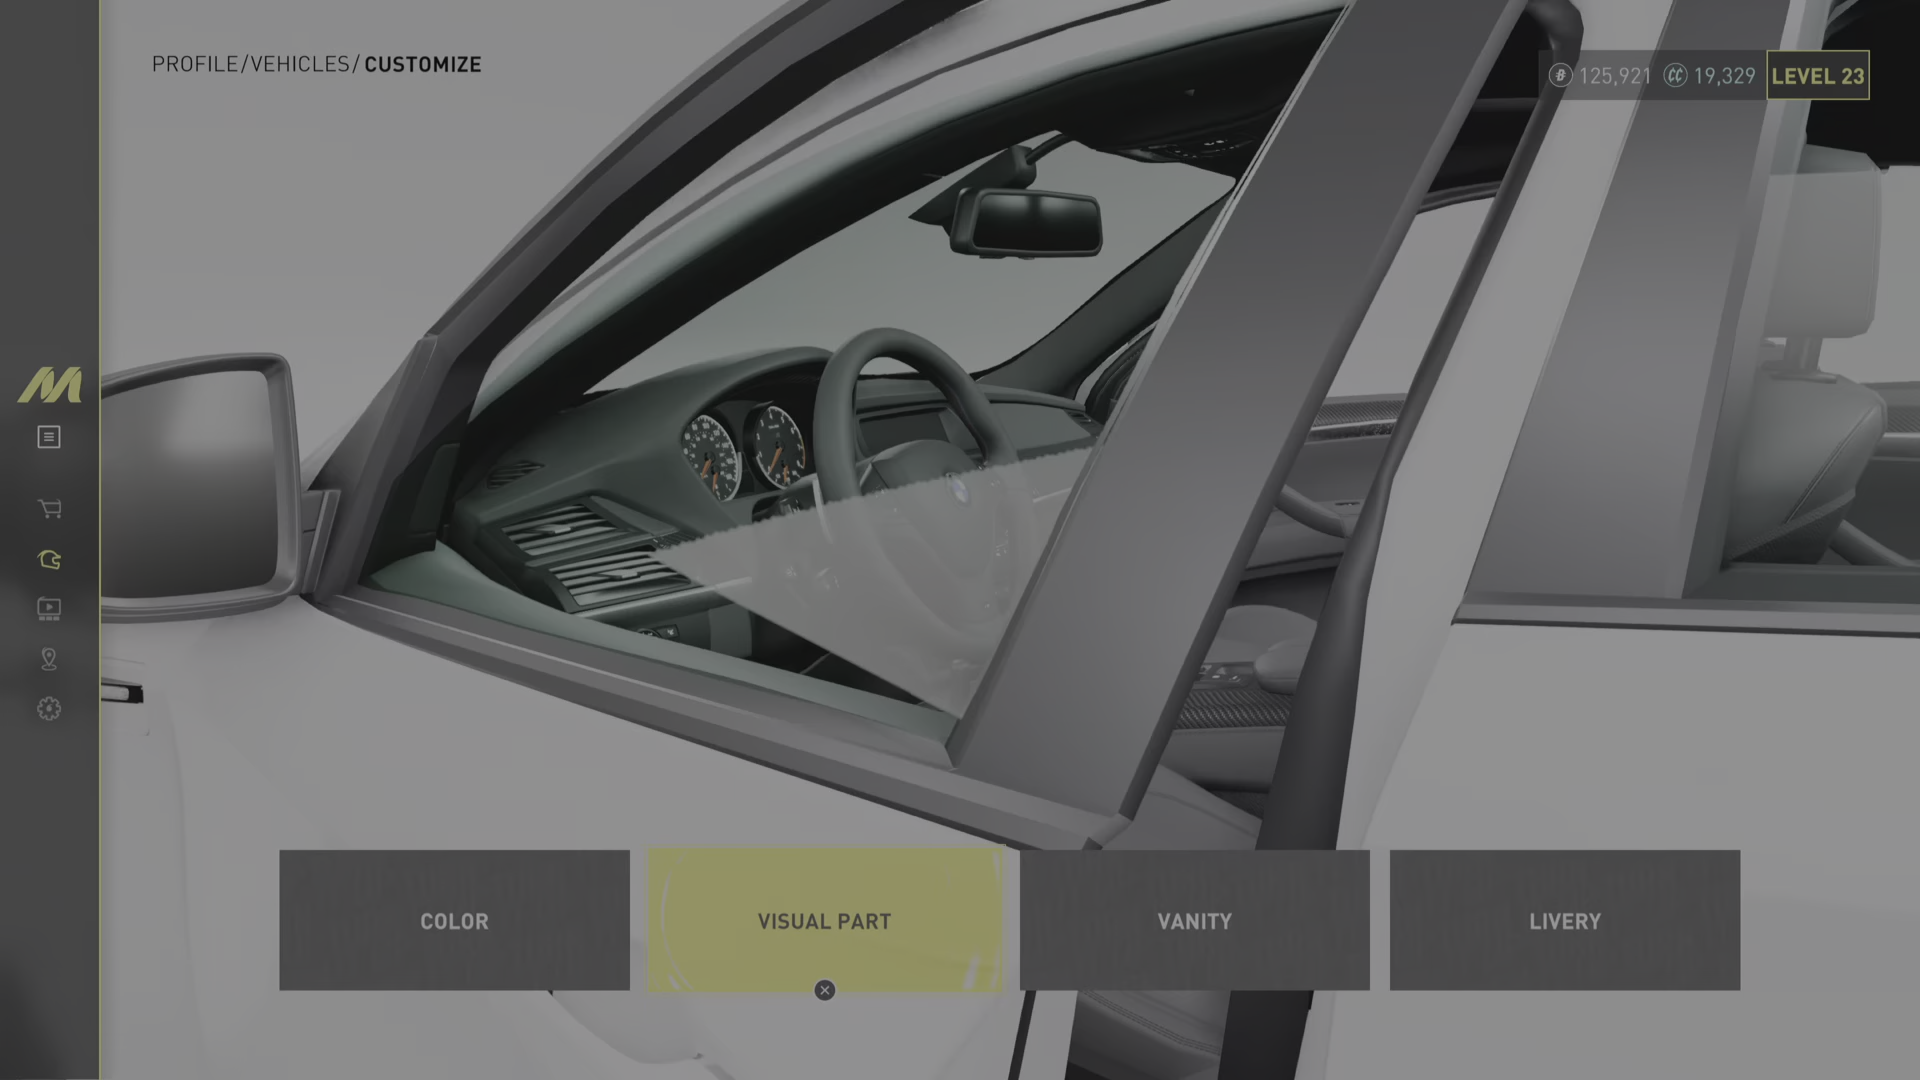 PROFILE/VEHICLES/CUSTOMIZE
125,921 19,329 LEVEL 23
COLOR
VISUAL PART
VANITY
LIVERY